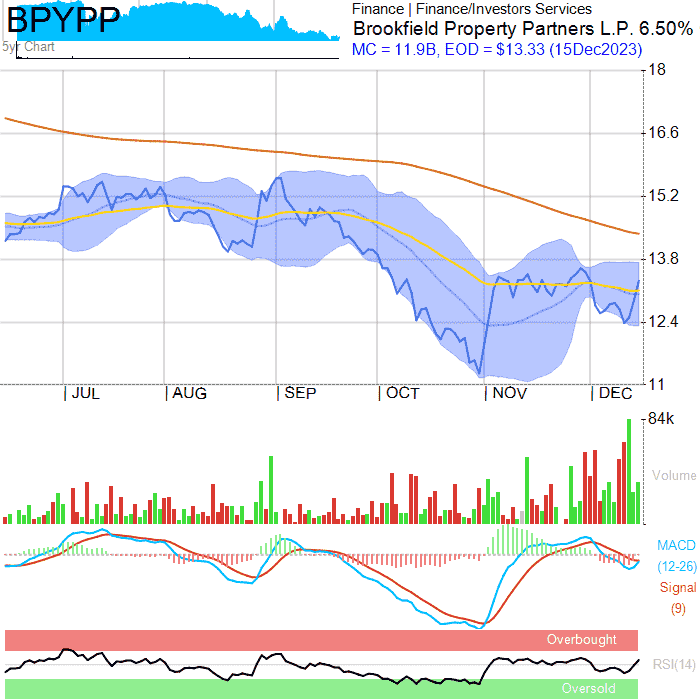 BPYPP
5yr Chart
Finance | Finance/Investors Services
Brookfield Property Partners L.P. 6.50%
MC = 11.9B, EOD = $13.33 (15Dec2023)
18
16.6
15.2
13.8
12.4
11
JUL AUG SEP OCT NOV DEC
84k
Volume
MACD
(12-26)
Signal
(9)
Overbought
RSI(14)
Oversold